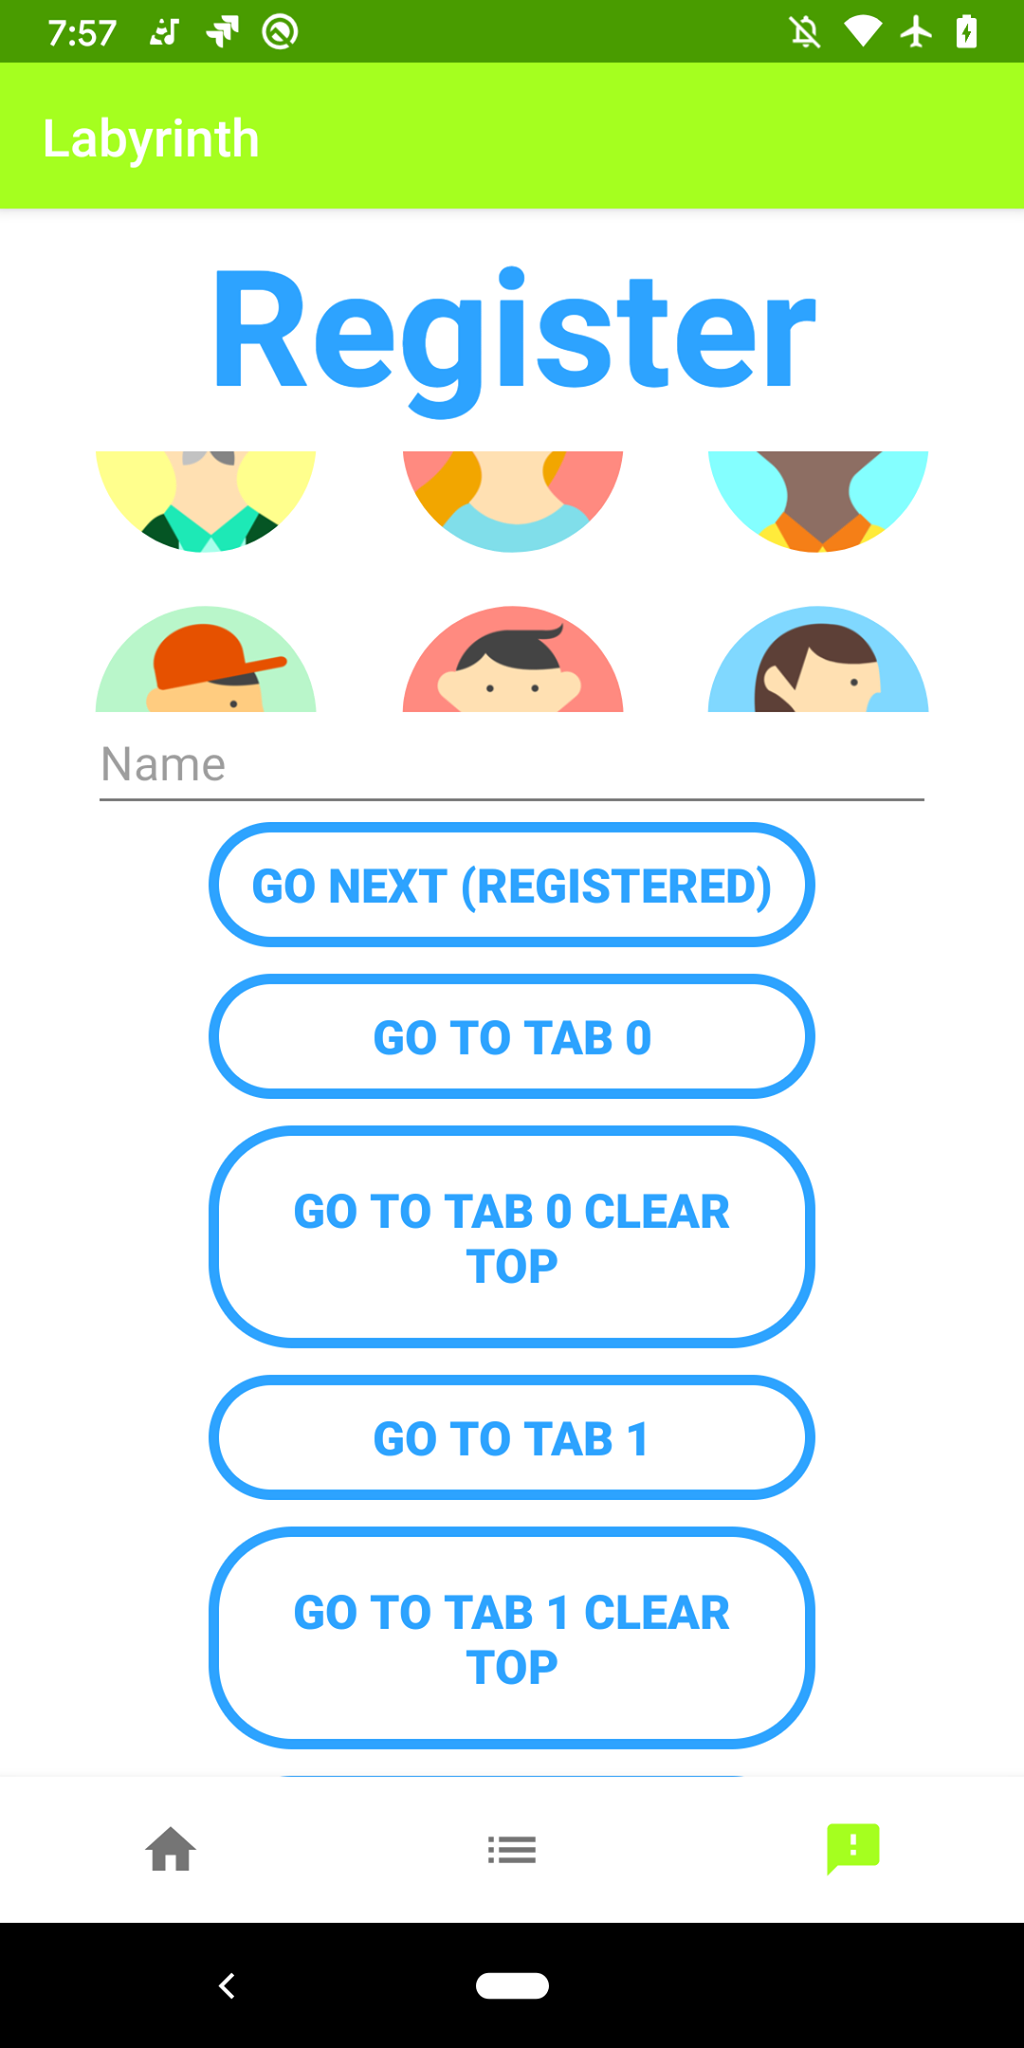 7:57
Labyrinth
Register
Name
GO NEXT (REGISTERED)
GO TO TAB 0
GO TO TAB 0 CLEAR
TOP
GO TO TAB 1
GO TO TAB 1 CLEAR
TOP